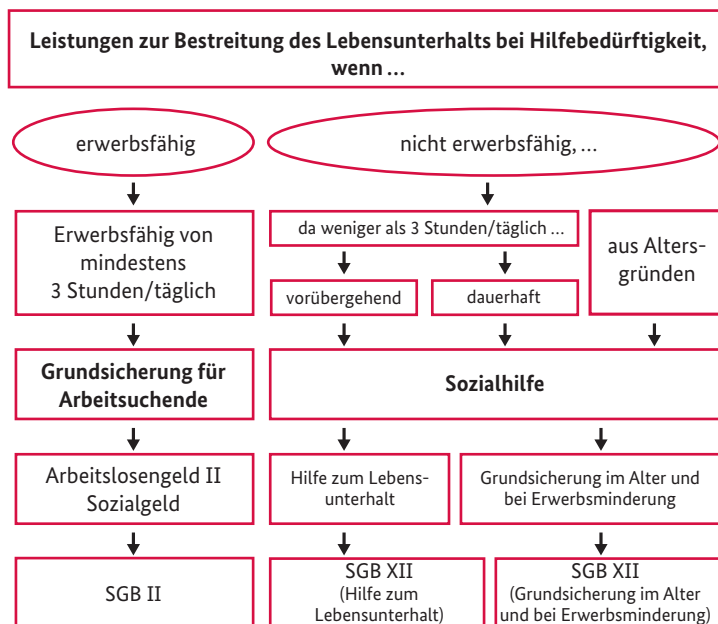 Leistungen zur Bestreitung des Lebensunterhalts bei Hilfebedürftigkeit,
wenn ...
erwerbsfähig
nicht erwerbsfähig, ...
Erwerbsfähig von
mindestens
3 Stunden/täglich
da weniger als 3 Stunden/täglich ...
vorübergehend
dauerhaft
aus Alters-
gründen
Grundsicherung für
Arbeitsuchende
Sozialhilfe
Arbeitslosengeld II
Sozialgeld
Hilfe zum Lebens-
unterhalt
Grundsicherung im Alter und
bei Erwerbsminderung
SGB II
SGB XII
(Hilfe zum
Lebensunterhalt)
SGB XII
(Grundsicherung im Alter
und bei Erwerbsminderung)